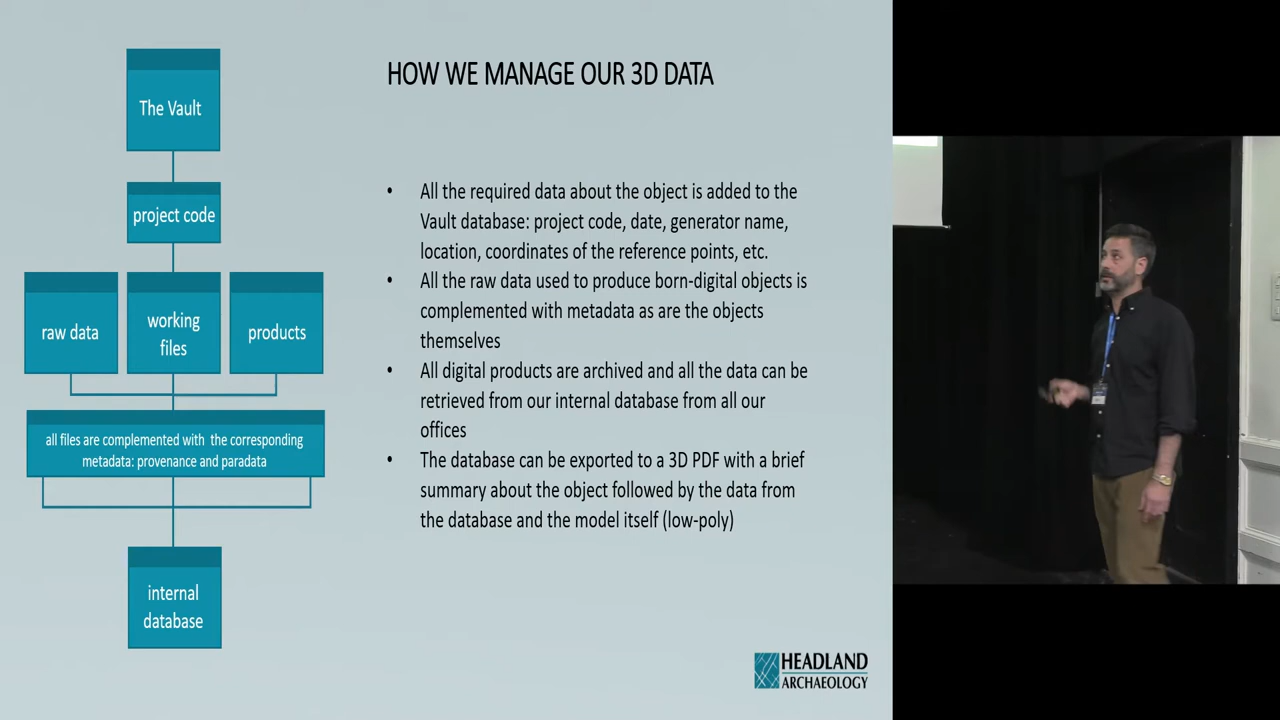 The Vault
project code
raw data
working
files
products
all files are complemented with the corresponding
metadata: provenance and paradata
internal
database
HOW WE MANAGE OUR 3D DATA
• All the required data about the object is added to the
Vault database: project code, date, generator name,
location, coordinates of the reference points, etc.
• All the raw data used to produce born-digital objects is
complemented with metadata as are the objects
themselves
• All digital products are archived and all the data can be
retrieved from our internal database from all our
offices
• The database can be exported to a 3D PDF with a brief
summary about the object followed by the data from
the database and the model itself (low-poly)
HEADLAND
ARCHAEOLOGY